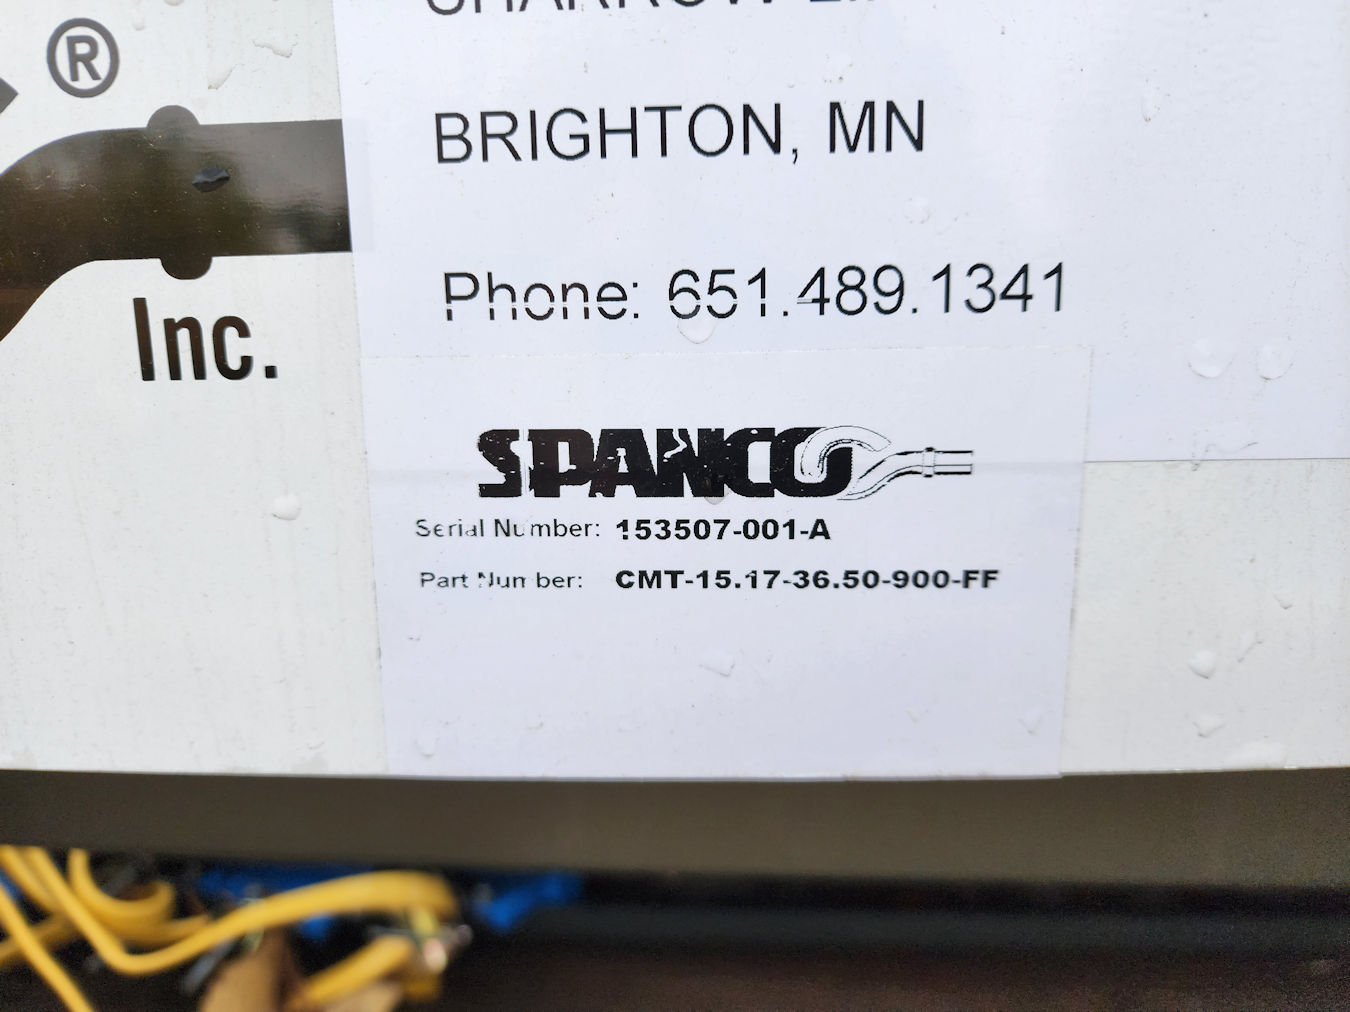 ®
BRIGHTON, MN
Phone: 651.489.1341
Inc.
SPANCO
Serial Number: 153507-001-A
Part Number: CMT-15.17-36.50-900-FF